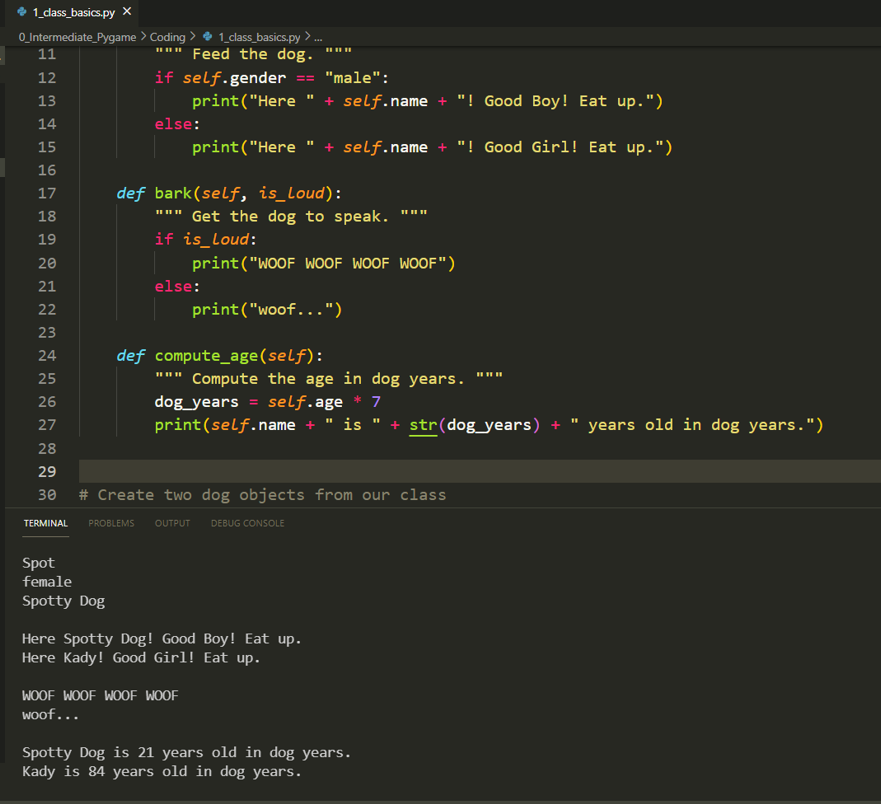 1_class_basics.py ×
0_Intermediate_Pygame > Coding > 1_class_basics.py > ...
11 """ Feed the dog. """
12 if self.gender == "male":
13 print("Here " + self.name + "! Good Boy! Eat up.")
14 else:
15 print("Here " + self.name + "! Good Girl! Eat up.")
16
17 def bark(self, is_loud):
18 """ Get the dog to speak. """
19 if is_loud:
20 print("WOOF WOOF WOOF WOOF")
21 else:
22 print("woof...")
23
24 def compute_age(self):
25 """ Compute the age in dog years. """
26 dog_years = self.age * 7
27 print(self.name + " is " + str(dog_years) + " years old in dog years.")
28
29
30 # Create two dog objects from our class
TERMINAL PROBLEMS OUTPUT DEBUG CONSOLE
Spot
female
Spotty Dog
Here Spotty Dog! Good Boy! Eat up.
Here Kady! Good Girl! Eat up.
WOOF WOOF WOOF WOOF
woof...
Spotty Dog is 21 years old in dog years.
Kady is 84 years old in dog years.